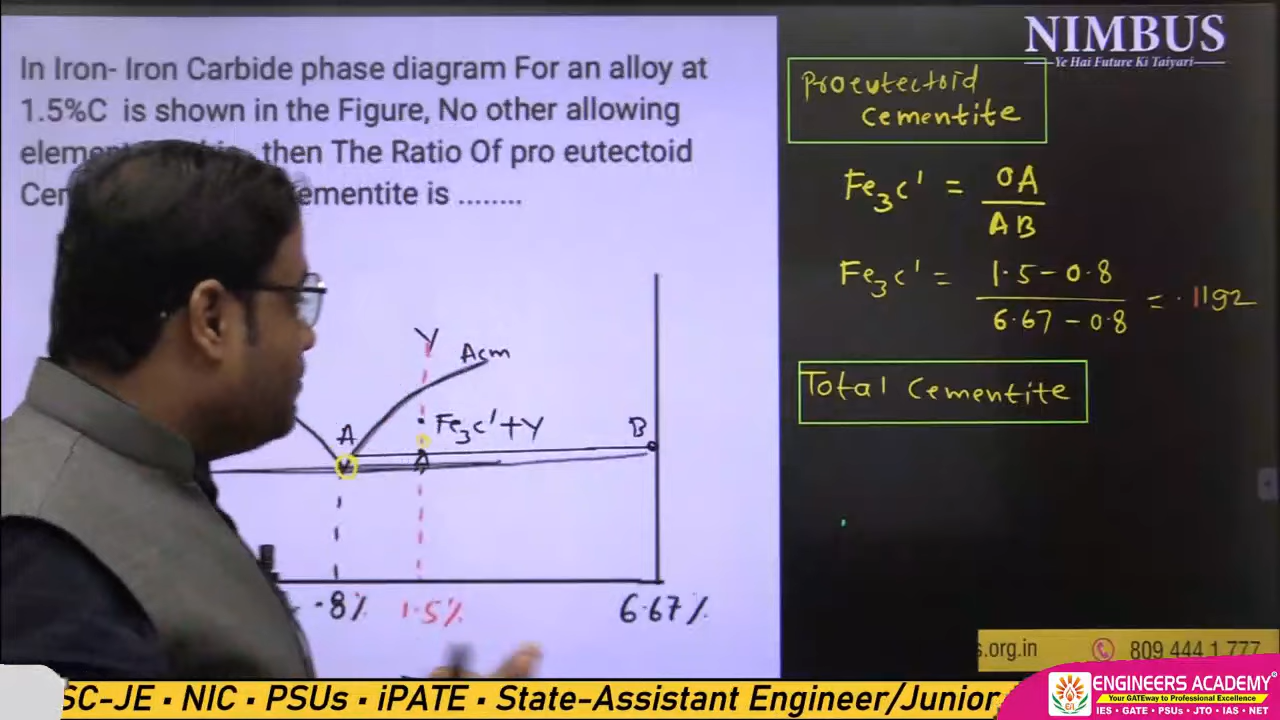 NIMBUS
Ye Hai Future Ki Taiyari
In Iron- Iron Carbide phase diagram For an alloy at
1.5%C is shown in the Figure, No other allowing
then The Ratio Of pro eutectoid
ementite is ........
Proeutectoid
Cementite
Fe3C' = OA
AB
Fe3C' = 1.5-0.8
6.67-0.8
= .1192
Total Cementite
Y
Acm
A
Fe3C'+γ
B
.8%
1.5%
6.67%
s.org.in
809 444 1 777
SC-JE • NIC • PSUs • iPATE • State-Assistant Engineer/Junior
ENGINEERS ACADEMY
Your GATEway to Professional Excellence
IES • GATE • PSUs • JTO • IAS • NET